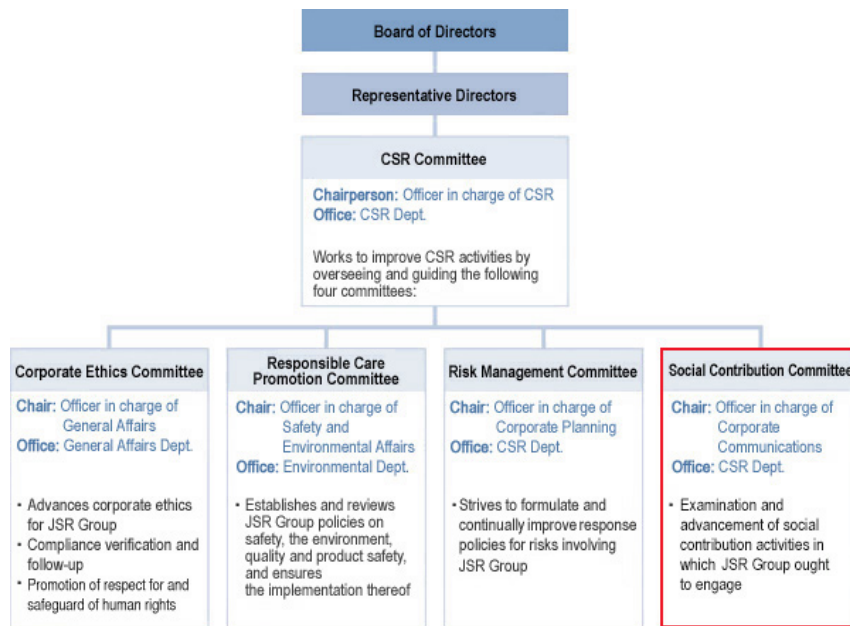 Board of Directors
Representative Directors
CSR Committee
Chairperson: Officer in charge of CSR
Office: CSR Dept.
Works to improve CSR activities by
overseeing and guiding the following
four committees:
Corporate Ethics Committee
Chair: Officer in charge of
General Affairs
Office: General Affairs Dept.
• Advances corporate ethics
for JSR Group
• Compliance verification and
follow-up
• Promotion of respect for and
safeguard of human rights
Responsible Care
Promotion Committee
Chair: Officer in charge of
Safety and
Environmental Affairs
Office: Environmental Dept.
• Establishes and reviews
JSR Group policies on
safety, the environment,
quality and product safety,
and ensures
the implementation thereof
Risk Management Committee
Chair: Officer in charge of
Corporate Planning
Office: CSR Dept.
• Strives to formulate and
continually improve response
policies for risks involving
JSR Group
Social Contribution Committee
Chair: Officer in charge of
Corporate
Communications
Office: CSR Dept.
• Examination and
advancement of social
contribution activities in
which JSR Group ought
to engage